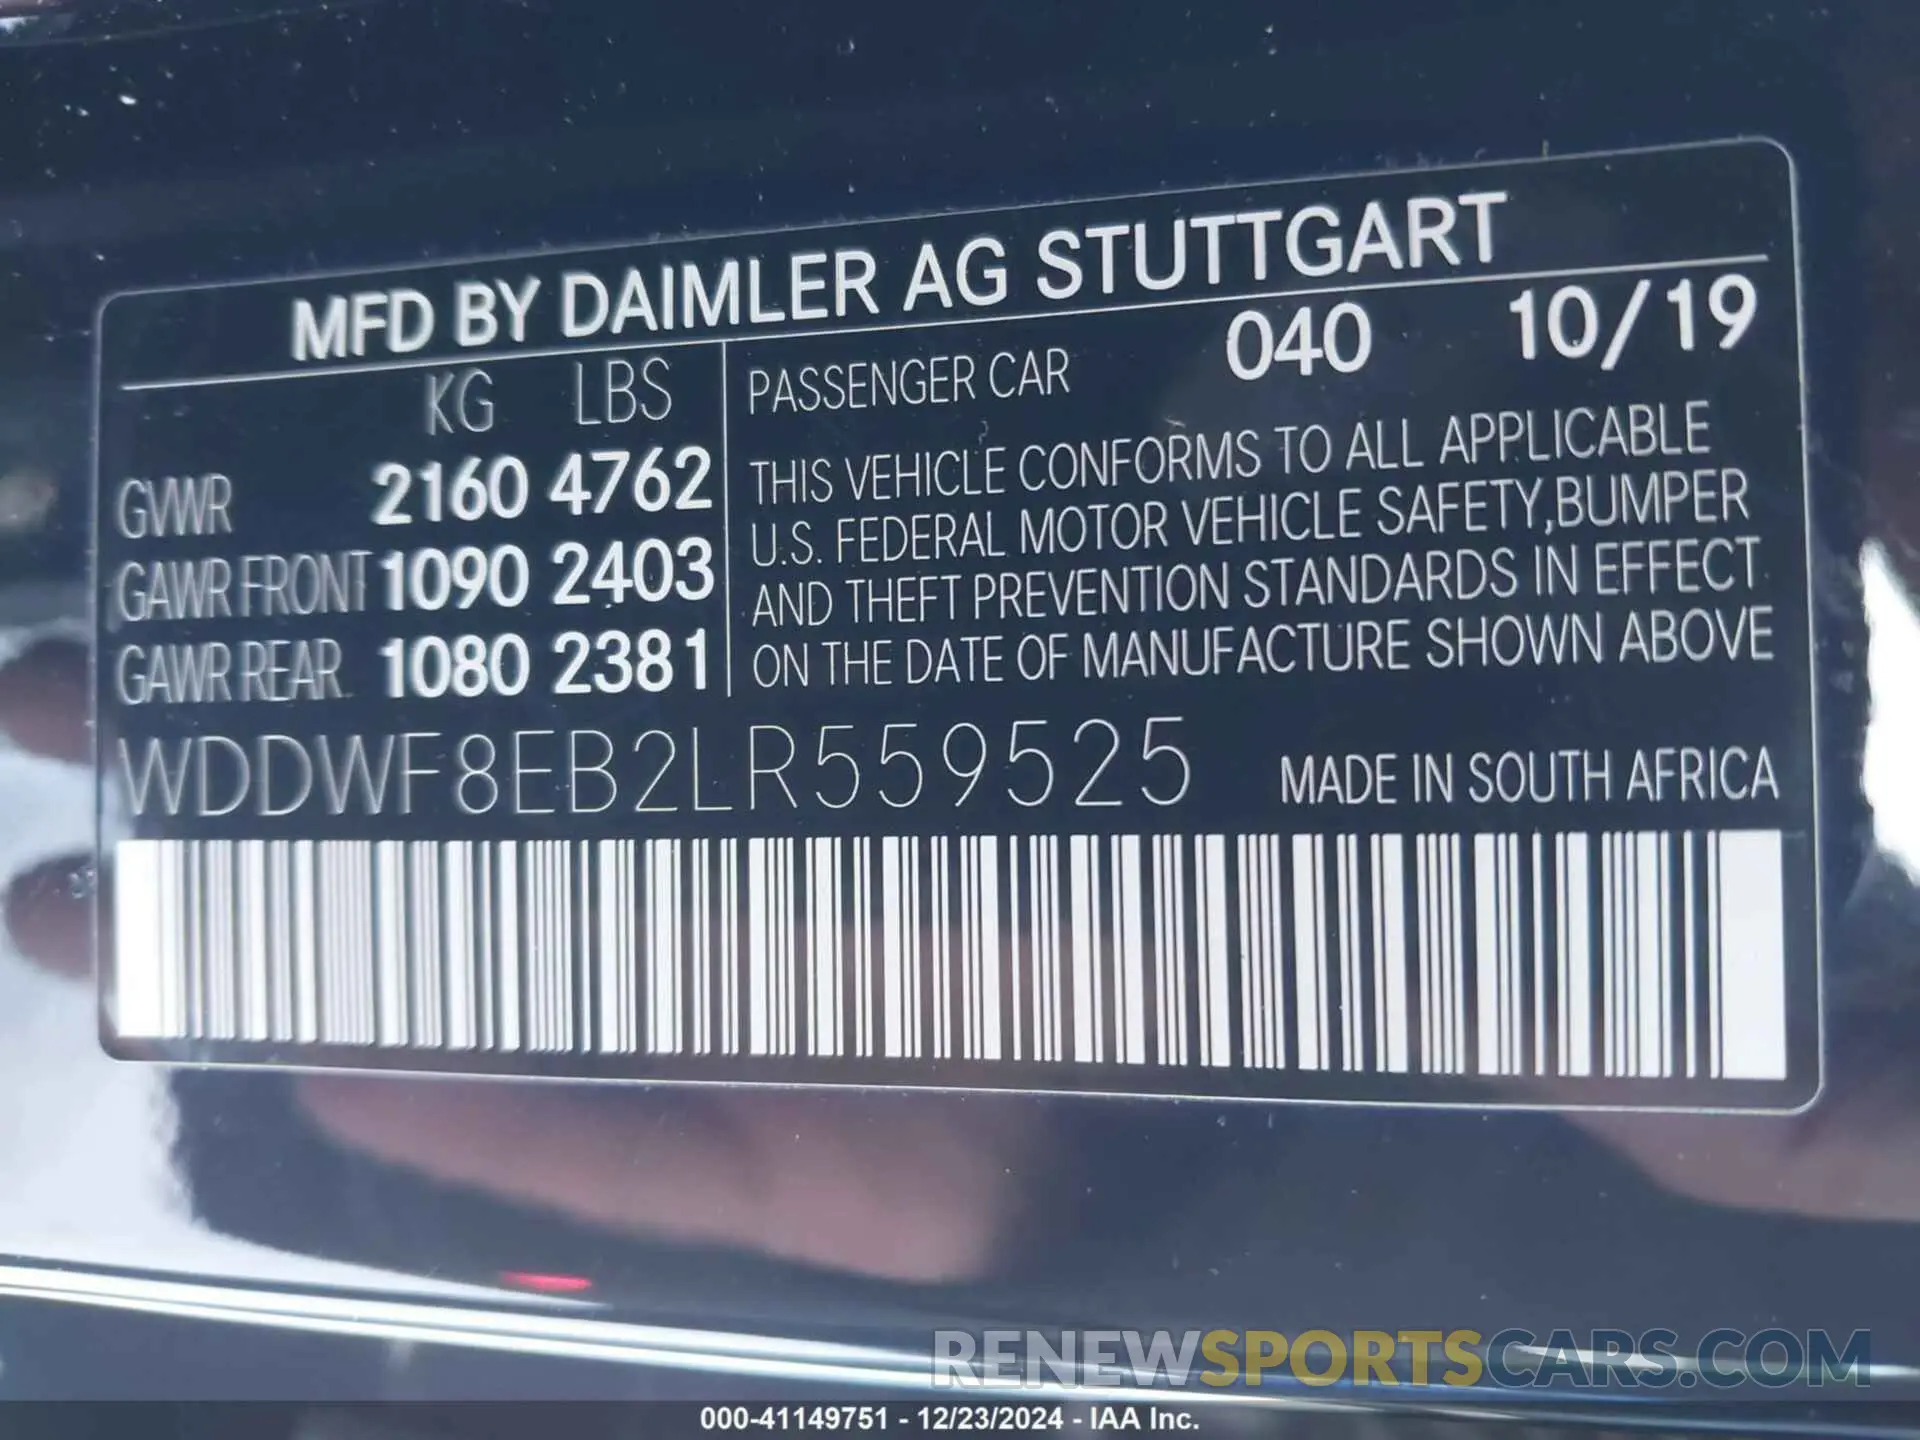 MFD BY DAIMLER AG STUTTGART
KG LBS
GVWR 2160 4762
GAWR FRONT 1090 2403
GAWR REAR 1080 2381
PASSENGER CAR 040 10/19
THIS VEHICLE CONFORMS TO ALL APPLICABLE
U.S. FEDERAL MOTOR VEHICLE SAFETY,BUMPER
AND THEFT PREVENTION STANDARDS IN EFFECT
ON THE DATE OF MANUFACTURE SHOWN ABOVE
WDDWF8EB2LR559525 MADE IN SOUTH AFRICA
RENEWSPORTSCARS.COM
000-41149751 - 12/23/2024 - IAA Inc.